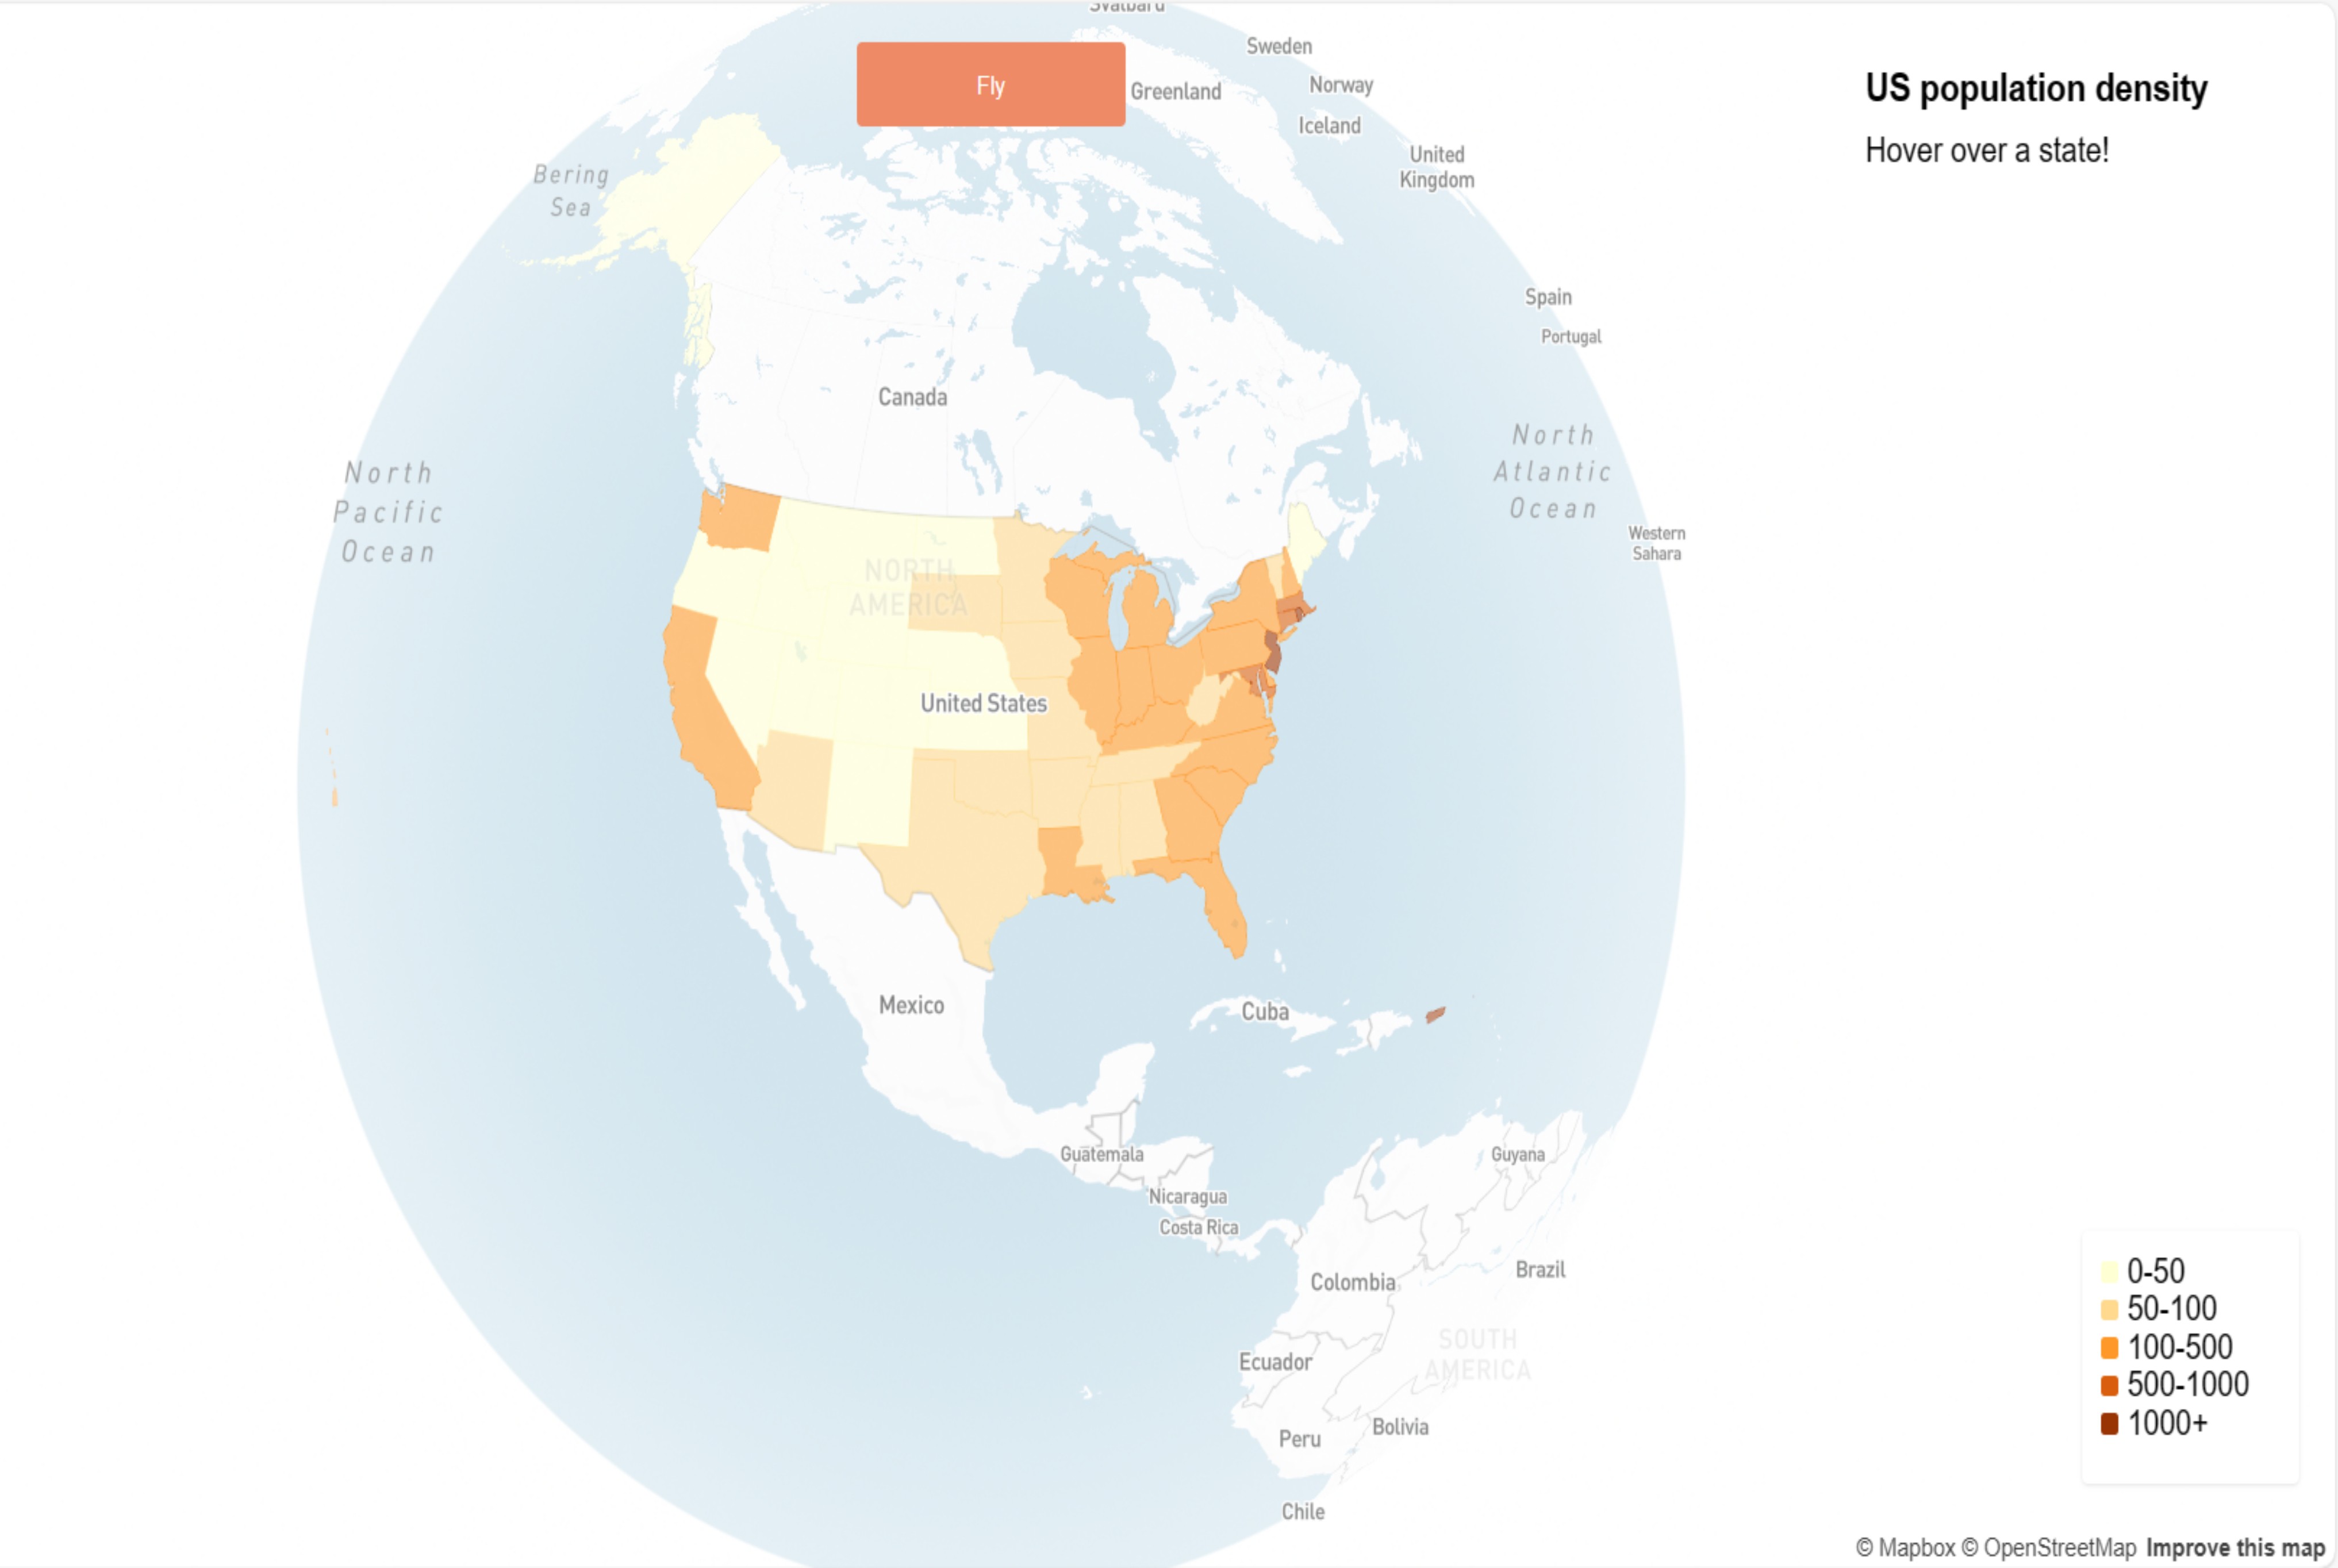 Svalbard
Sweden
Fly
Greenland
Norway
Iceland
United
Kingdom
US population density
Hover over a state!
Bering
Sea
Spain
Portugal
Canada
North
Pacific
Ocean
North
Atlantic
Ocean
Western
Sahara
NORTH
AMERICA
United States
Mexico
Cuba
Guatemala
Nicaragua
Costa Rica
Guyana
Colombia
Brazil
SOUTH
AMERICA
Ecuador
Peru
Bolivia
Chile
0-50
50-100
100-500
500-1000
1000+
© Mapbox © OpenStreetMap Improve this map